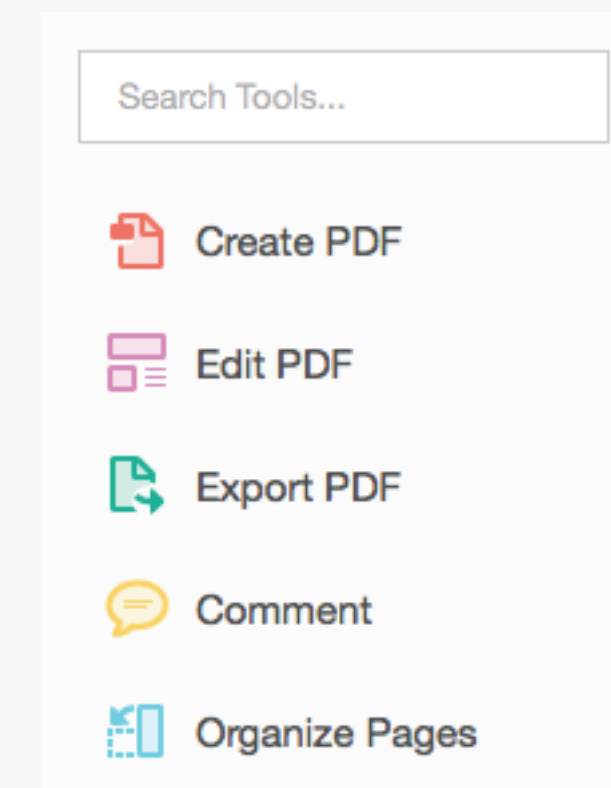 Search Tools...
Create PDF
Edit PDF
Export PDF
Comment
Organize Pages